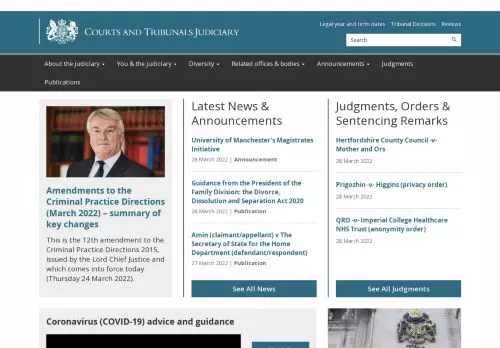 Legal year and term dates Tribunal Decisions Reviews
COURTS AND TRIBUNALS JUDICIARY
Search
About the judiciary You & the judiciary Diversity Related offices & bodies Announcements Judgments
Publications
Amendments to the
Criminal Practice Directions
(March 2022) – summary of
key changes
This is the 12th amendment to the
Criminal Practice Directions 2015,
issued by the Lord Chief Justice and
which comes into force today
(Thursday 24 March 2022).
Latest News &
Announcements
University of Manchester's Magistrates
Initiative
28 March 2022 | Announcement
Guidance from the President of the
Family Division: the Divorce,
Dissolution and Separation Act 2020
28 March 2022 | Publication
Amin (claimant/appellant) v The
Secretary of State for the Home
Department (defendant/respondent)
27 March 2022 | Publication
See All News
Judgments, Orders &
Sentencing Remarks
Hertfordshire County Council -v-
Mother and Ors
28 March 2022
Prigozhin -v- Higgins (privacy order)
28 March 2022
QRO -v- Imperial College Healthcare
NHS Trust (anonymity order)
28 March 2022
See All Judgments
Coronavirus (COVID-19) advice and guidance